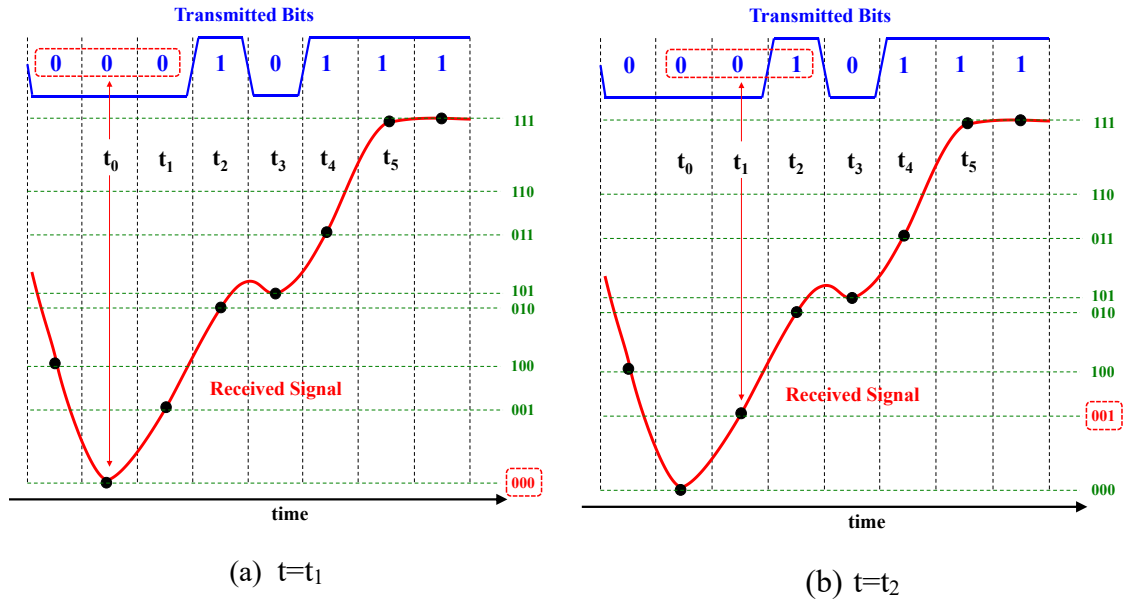 Transmitted Bits
0 0 0 1 0 1 1 1
111
t0 t1 t2 t3 t4 t5
110
011
101
010
100
Received Signal
001
000
time
(a) t=t1
Transmitted Bits
0 0 0 1 0 1 1 1
111
t0 t1 t2 t3 t4 t5
110
011
101
010
100
Received Signal
001
000
time
(b) t=t2